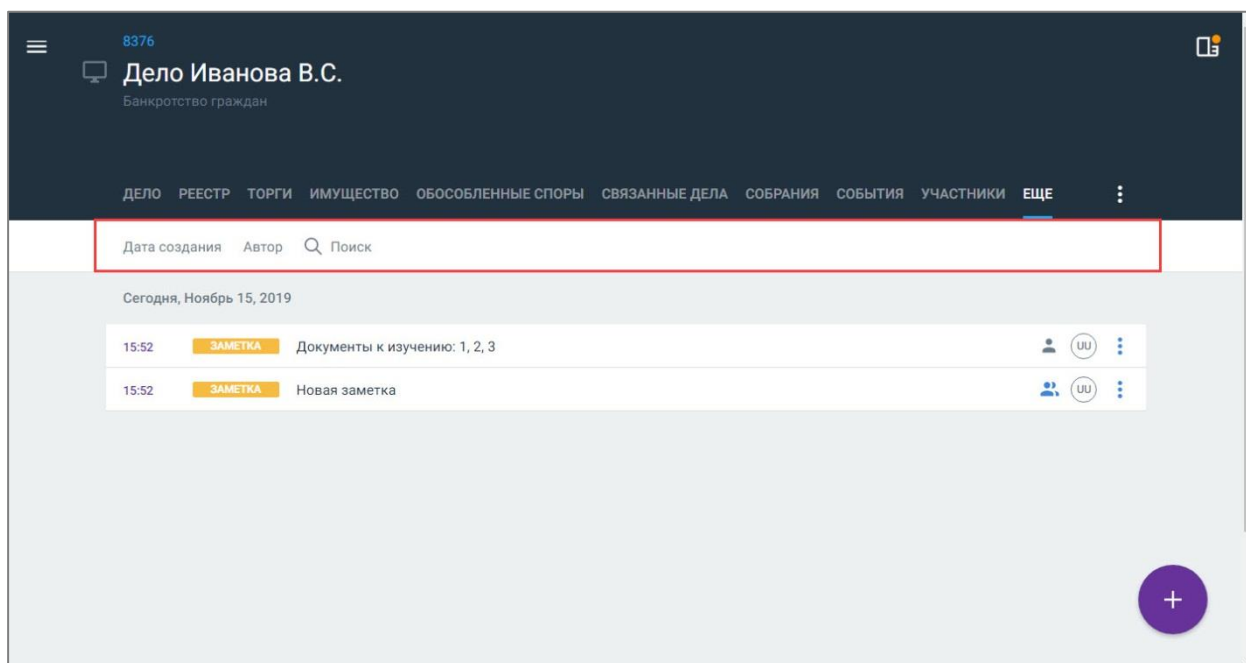 8376
Дело Иванова В.С.
Банкротство граждан
ДЕЛО РЕЕСТР ТОРГИ ИМУЩЕСТВО ОБОСОБЛЕННЫЕ СПОРЫ СВЯЗАННЫЕ ДЕЛА СОБРАНИЯ СОБЫТИЯ УЧАСТНИКИ ЕЩЕ
Дата создания Автор Поиск
Сегодня, Ноябрь 15, 2019
15:52 ЗАМЕТКА Документы к изучению: 1, 2, 3 UU
15:52 ЗАМЕТКА Новая заметка UU